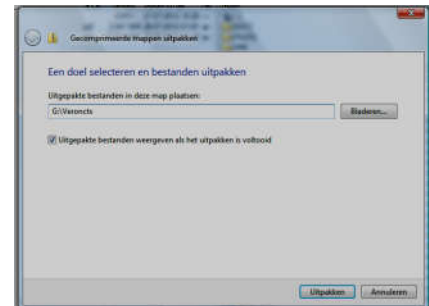 Gecomprimeerde mappen uitpakken
Een doel selecteren en bestanden uitpakken
Uitgepakte bestanden in deze map plaatsen:
G:\Veroncts
Bladeren...
Uitgepakte bestanden weergeven als het uitpakken is voltooid
Uitpakken
Annuleren